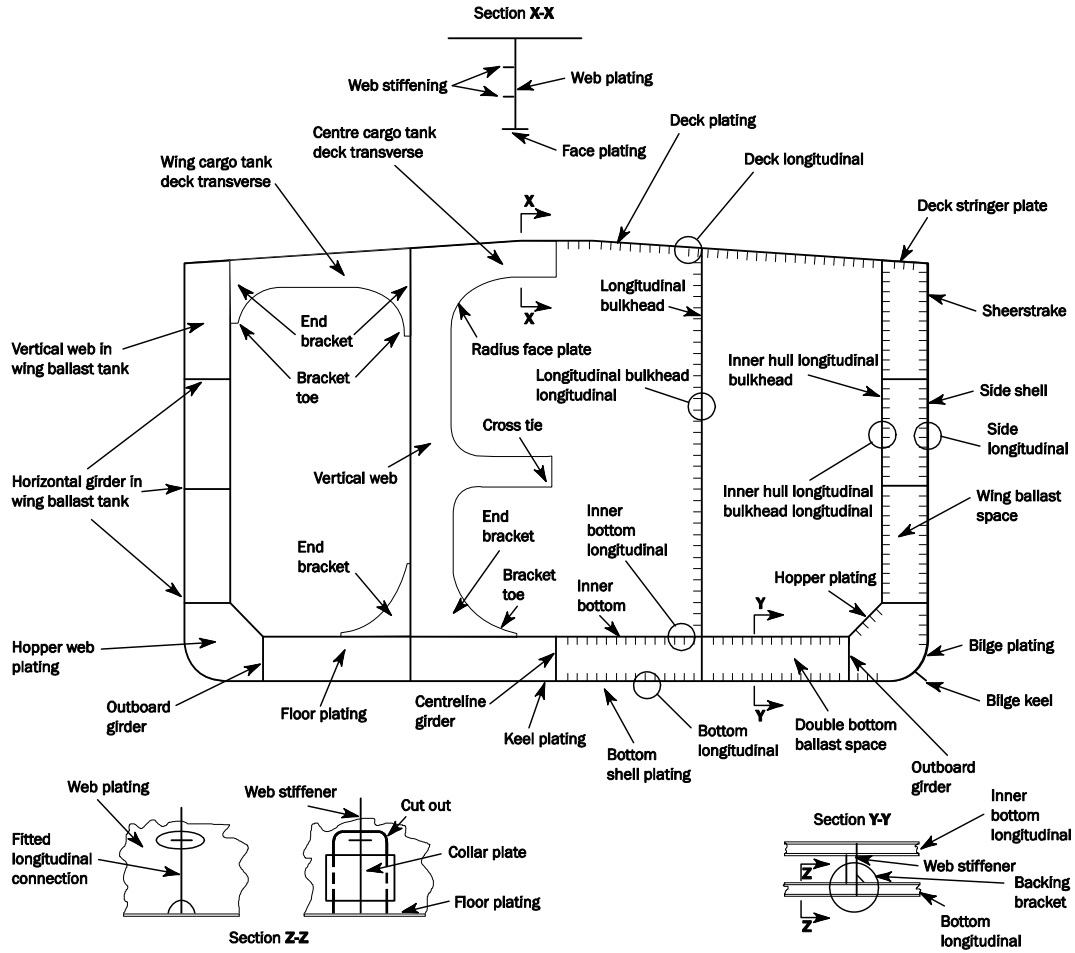 Section X-X
Web stiffening
Web plating
Face plating
Centre cargo tank
deck transverse
Wing cargo tank
deck transverse
Deck plating
Deck longitudinal
Deck stringer plate
X
X
Longitudinal
bulkhead
Sheerstrake
End
bracket
Radius face plate
Vertical web in
wing ballast tank
Bracket
toe
Inner hull longitudinal
bulkhead
Longitudinal bulkhead
longitudinal
Side shell
Cross tie
Side
longitudinal
Vertical web
Horizontal girder in
wing ballast tank
Inner hull longitudinal
bulkhead longitudinal
Wing ballast
space
End
bracket
Inner
bottom
longitudinal
End
bracket
Bracket
toe
Inner
bottom
Hopper plating
Y
Hopper web
plating
Bilge plating
Outboard
girder
Floor plating
Centreline
girder
Keel plating
Bottom
shell plating
Bottom
longitudinal
Y
Double bottom
ballast space
Bilge keel
Outboard
girder
Web plating
Fitted
longitudinal
connection
Web stiffener
Cut out
Collar plate
Floor plating
Section Z-Z
Section Y-Y
Inner
bottom
longitudinal
Web stiffener
Z
Backing
bracket
Z
Bottom
longitudinal